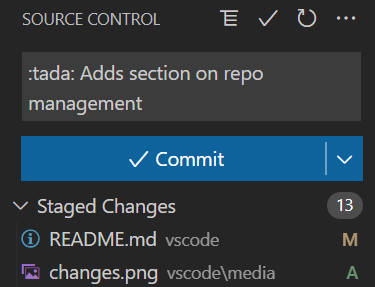 SOURCE CONTROL
:tada: Adds section on repo
management
Commit
Staged Changes 13
README.md vscode M
changes.png vscode\media A